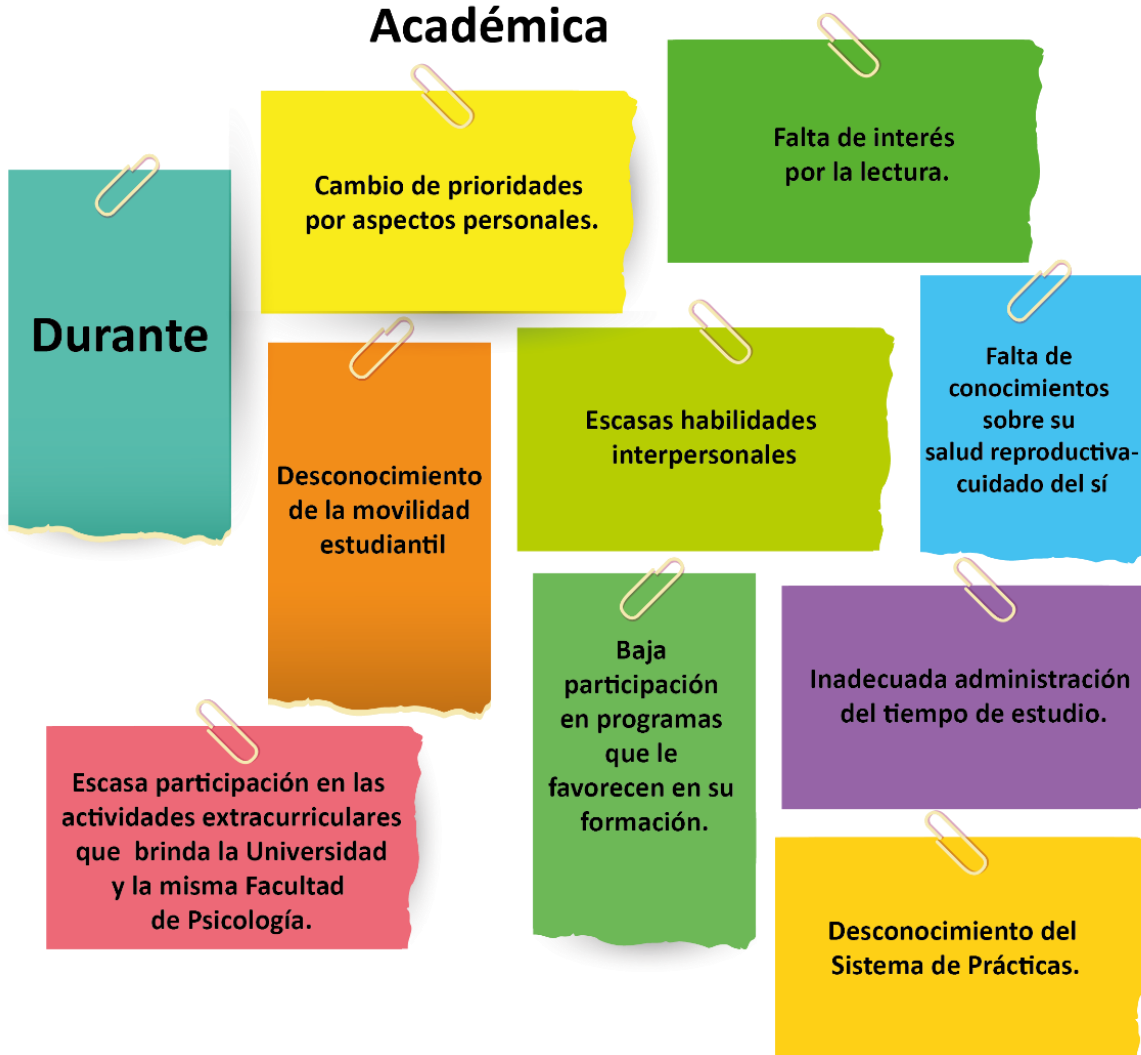 Académica
Durante
Cambio de prioridades
por aspectos personales.
Falta de interés
por la lectura.
Desconocimiento
de la movilidad
estudiantil
Escasas habilidades
interpersonales
Falta de
conocimientos
sobre su
salud reproductiva-
cuidado del sí
Escasa participación en las
actividades extracurriculares
que brinda la Universidad
y la misma Facultad
de Psicología.
Baja
participación
en programas
que le
favorecen en su
formación.
Inadecuada administración
del tiempo de estudio.
Desconocimiento del
Sistema de Prácticas.